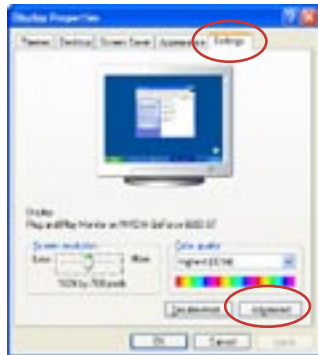 Display Properties
Themes Desktop Screen Saver Appearance Settings
Display:
Plug and Play Monitor on NVIDIA GeForce
Screen resolution
Less More
1024 by 768 pixels
Color quality
Highest (32 bit)
Troubleshoot... Advanced
OK Cancel Apply